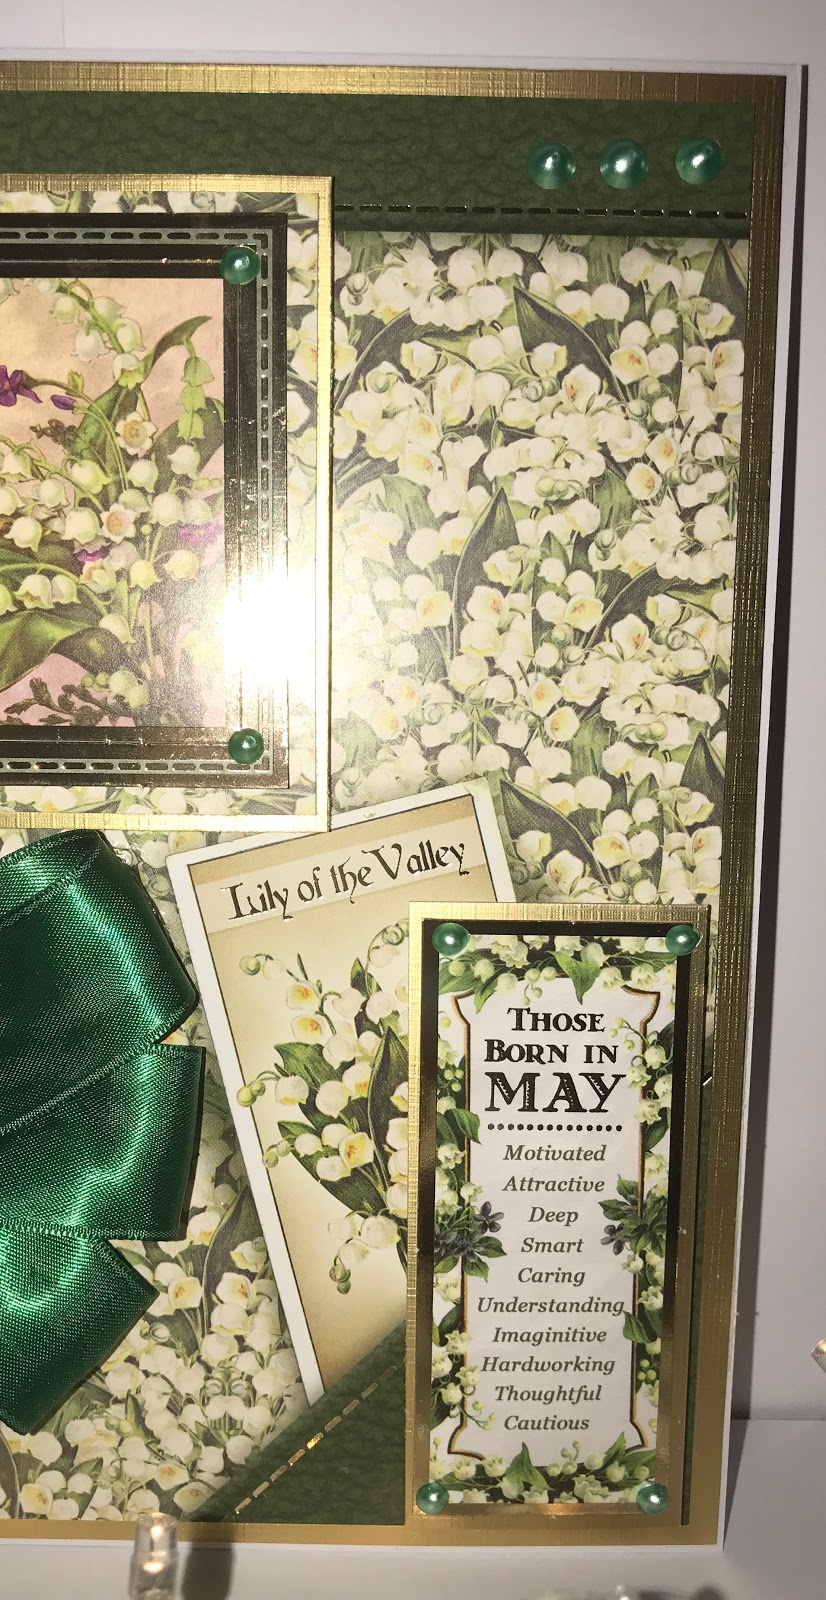 Lily of the Valley
THOSE
BORN IN
MAY
Motivated
Attractive
Deep
Smart
Caring
Understanding
Imaginitive
Hardworking
Thoughtful
Cautious